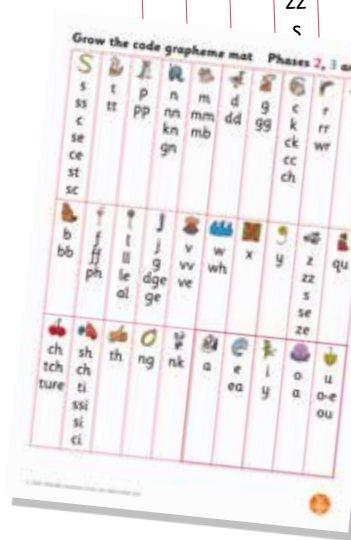 zz
s
Grow the code grapheme mat Phases 2, 3
s t p n m d g c r
ss tt pp nn mm dd gg k rr
c kn mb ck wr
se gn cc
ce ch
st
sc
b f l j v w x y z qu
bb ff ll g vv wh zz
ph le dge ve s
al ge se
ze
ch sh th ng nk a e i o u
tch ch ea y a o-e
ture ti ou
ssi
si
ci